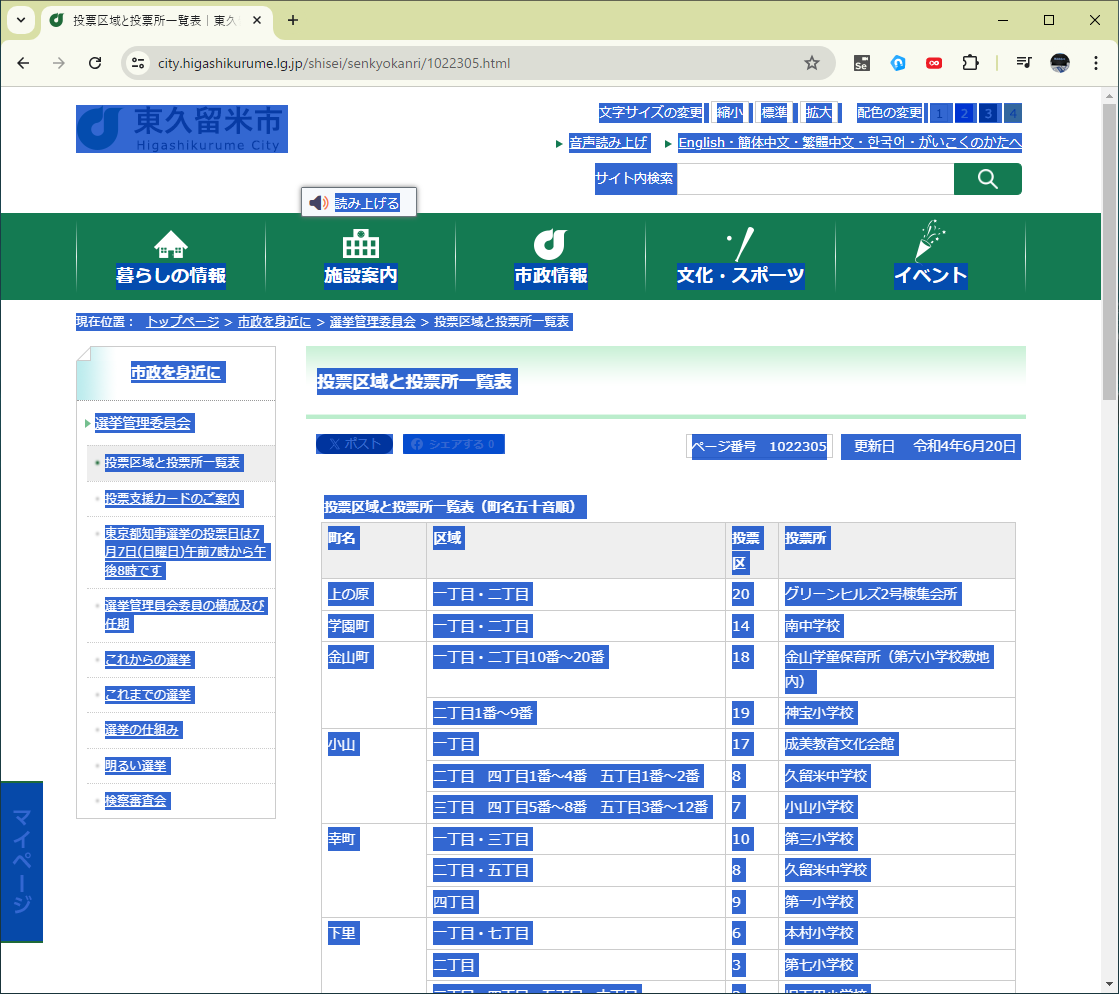 投票区域と投票所一覧表 | 東久
city.higashikurume.lg.jp/shisei/senkyokanri/1022305.html
Se
東久留米市
Higashikurume City
文字サイズの変更 縮小 標準 拡大 配色の変更 1 2 3 4
音声読み上げ English・簡体中文・繁體中文・한국어・がいこくのかたへ
サイト内検索
読み上げる
暮らしの情報 施設案内 市政情報 文化・スポーツ イベント
現在位置： トップページ > 市政を身近に > 選挙管理委員会 > 投票区域と投票所一覧表
市政を身近に
選挙管理委員会
投票区域と投票所一覧表
投票支援カードのご案内
東京都知事選挙の投票日は7
月7日(日曜日)午前7時から午
後8時です
選挙管理員会委員の構成及び
任期
これからの選挙
これまでの選挙
選挙の仕組み
明るい選挙
検察審査会
マイページ
投票区域と投票所一覧表
ポスト シェアする 0 ページ番号 1022305 更新日 令和4年6月20日
投票区域と投票所一覧表（町名五十音順）
町名 区域 投票区 投票所
上の原 一丁目・二丁目 20 グリーンヒルズ2号棟集会所
学園町 一丁目・二丁目 14 南中学校
金山町 一丁目・二丁目10番～20番 18 金山学童保育所（第六小学校敷地
内）
二丁目1番～9番 19 神宝小学校
小山 一丁目 17 成美教育文化会館
二丁目 四丁目1番～4番 五丁目1番～2番 8 久留米中学校
三丁目 四丁目5番～8番 五丁目3番～12番 7 小山小学校
幸町 一丁目・三丁目 10 第三小学校
二丁目・五丁目 8 久留米中学校
四丁目 9 第一小学校
下里 一丁目・七丁目 6 本村小学校
二丁目 3 第七小学校